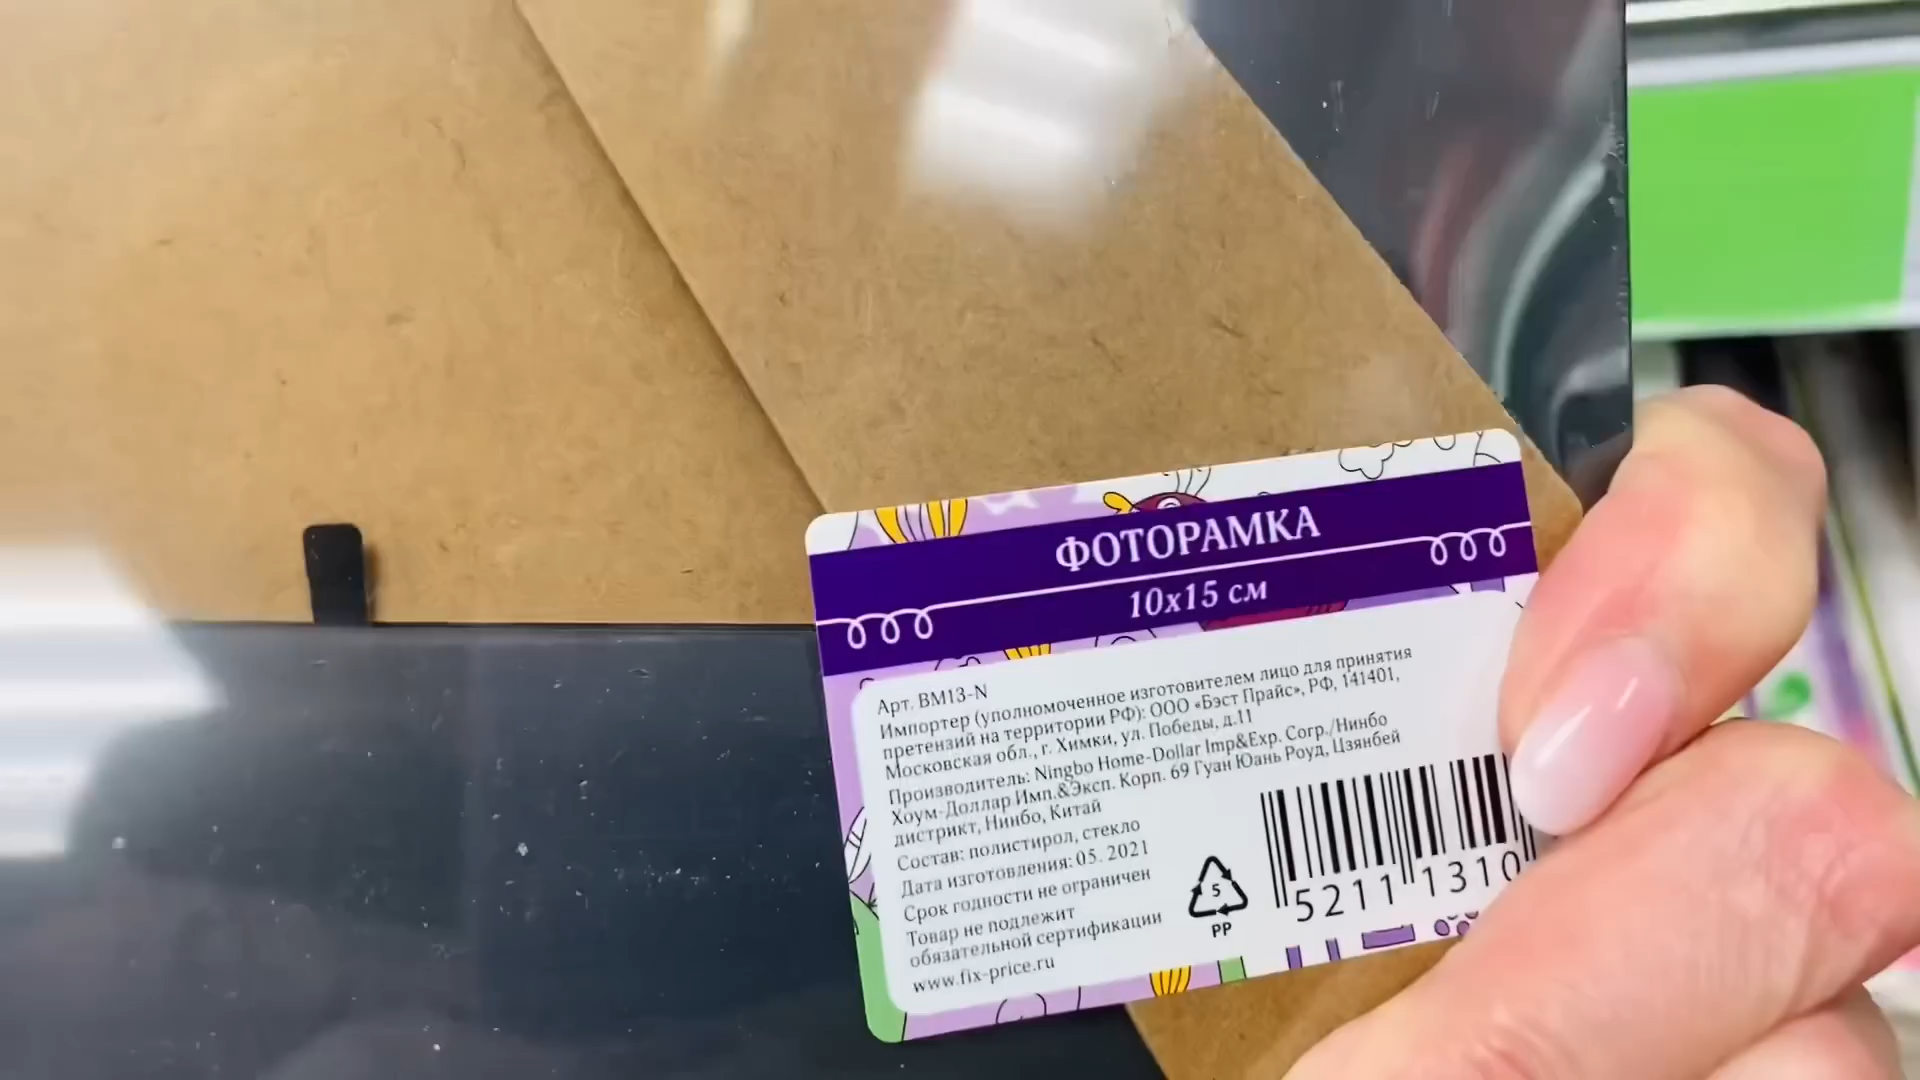 ФОТОРАМКА
10х15 см
Арт. BM13-N
Импортер (уполномоченное изготовителем лицо для принятия
претензий на территории РФ): ООО «Бэст Прайс», РФ, 141401,
Московская обл., г. Химки, ул. Победы, д.11
Производитель: Ningbo Home-Dollar Imp&Exp. Corp./Нинбо
Хоум-Доллар Имп.&Эксп. Корп. 69 Гуан Юань Роуд, Цзянбей
дистрикт, Нинбо, Китай
Состав: полистирол, стекло
Дата изготовления: 05. 2021
Срок годности не ограничен
Товар не подлежит
обязательной сертификации
www.fix-price.ru
5
PP
5211 1310